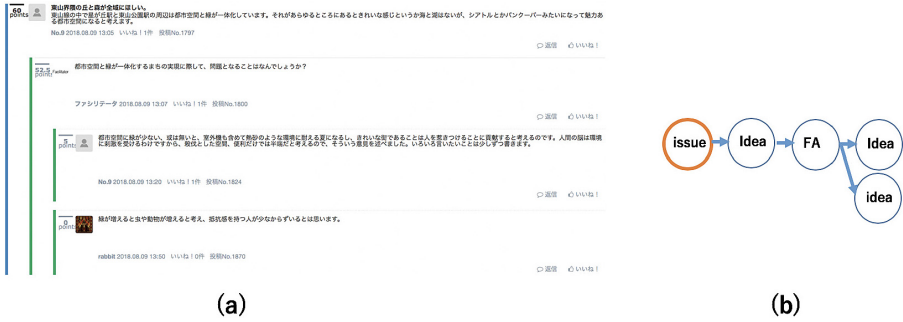 60
points
東山界隈の丘と森が全域にほしい。
東山線の中で星が丘駅と東山公園駅の周辺は都市空間と緑が一体化しています。それがあらゆるところにあるときれいな感じというか海と湖はないが、シアトルとかバンクーバーみたいになって魅力あ
る都市空間になると考えます。
No.9 2018.08.09 13:05 いいね！1件 投稿No.1797
返信 いいね！
52.5
points
Facilitator
都市空間と緑が一体化するまちの実現に際して、問題となることはなんでしょうか？
ファシリテータ 2018.08.09 13:07 いいね！1件 投稿No.1800
返信 いいね！
5
points
都市空間に緑が少ない、或は無いと、室外機も含めて熱砂のような環境に耐える夏になるし、きれいな街であることは人を惹きつけることに貢献すると考えるのです。人間の脳は環境
に刺激を受けるわけですから、殺伐とした空間、便利だけでは半端だと考えるので、そういう意見を述べました。いろいろ言いたいことは少しずつ書きます。
No.9 2018.08.09 13:20 いいね！1件 投稿No.1824
返信 いいね！
0
points
緑が増えると虫や動物が増えると考え、抵抗感を持つ人が少なからずいるとは思います。
rabbit 2018.08.09 13:50 いいね！0件 投稿No.1870
返信 いいね！
(a)
issue
Idea
FA
Idea
idea
(b)